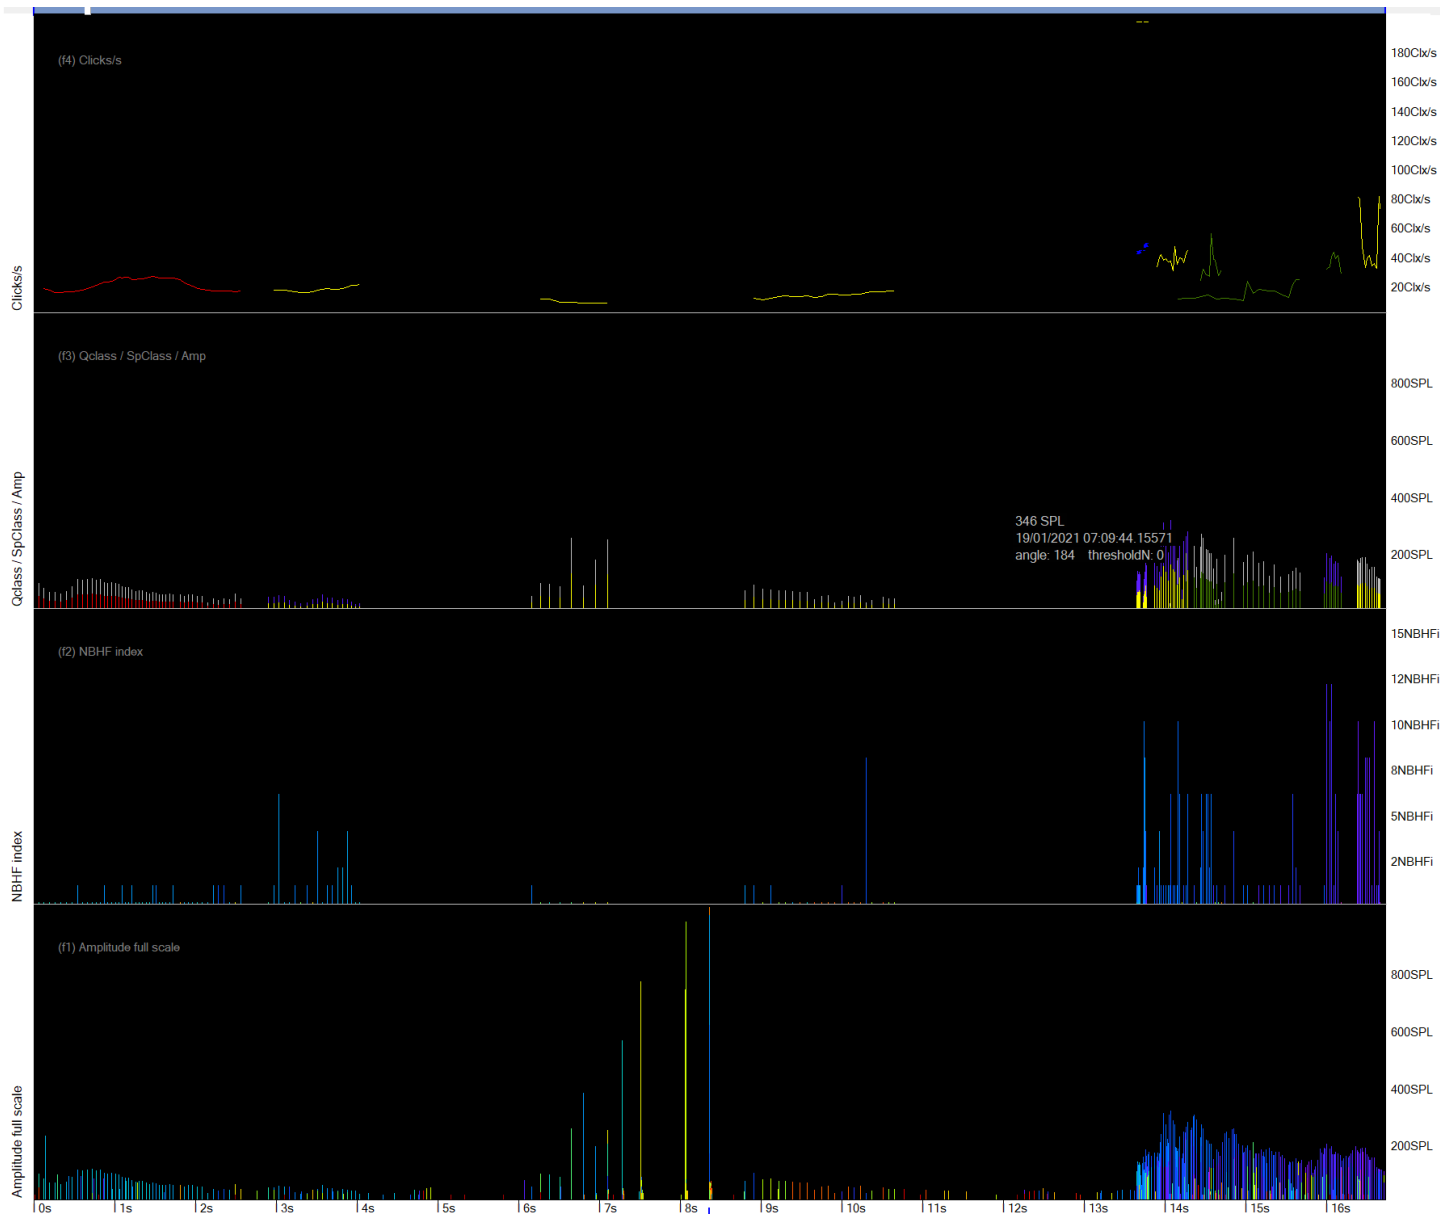 (f4) Clicks/s
180Clx/s
160Clx/s
140Clx/s
120Clx/s
100Clx/s
80Clx/s
60Clx/s
40Clx/s
20Clx/s
Clicks/s
(f3) Qclass / SpClass / Amp
800SPL
600SPL
400SPL
200SPL
346 SPL
19/01/2021 07:09:44.15571
angle: 184 thresholdN: 0
Qclass / SpClass / Amp
(f2) NBHF index
15NBHFi
12NBHFi
10NBHFi
8NBHFi
5NBHFi
2NBHFi
NBHF index
(f1) Amplitude full scale
800SPL
600SPL
400SPL
200SPL
Amplitude full scale
0s 1s 2s 3s 4s 5s 6s 7s 8s 9s 10s 11s 12s 13s 14s 15s 16s